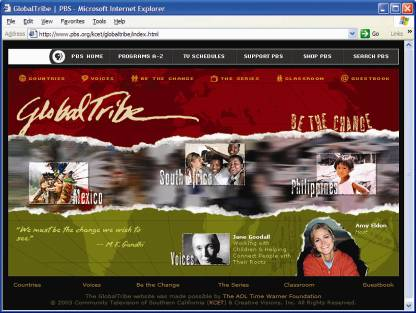 GlobalTribe | PBS - Microsoft Internet Explorer
File Edit View Favorites Tools Help
Address http://www.pbs.org/kcet/globaltribe/index.html Go Links »
PBS HOME PROGRAMS A-Z TV SCHEDULES SUPPORT PBS SHOP PBS SEARCH PBS
COUNTRIES VOICES BE THE CHANGE THE SERIES CLASSROOM GUESTBOOK
GlobalTribe
BE THE CHANGE
Mexico
South Africa
Philippines
"We must be the change we wish to
see."
-- M.K. Gandhi
Voices
Jane Goodall
Working with
Children & Helping
Connect People with
Their Roots
Amy Eldon
Host
Countries Voices Be the Change The Series Classroom Guestbook
The GlobalTribe website was made possible by The AOL Time Warner Foundation
© 2003 Community Television of Southern California (KCET) & Creative Visions, Inc. All Rights Reserved.